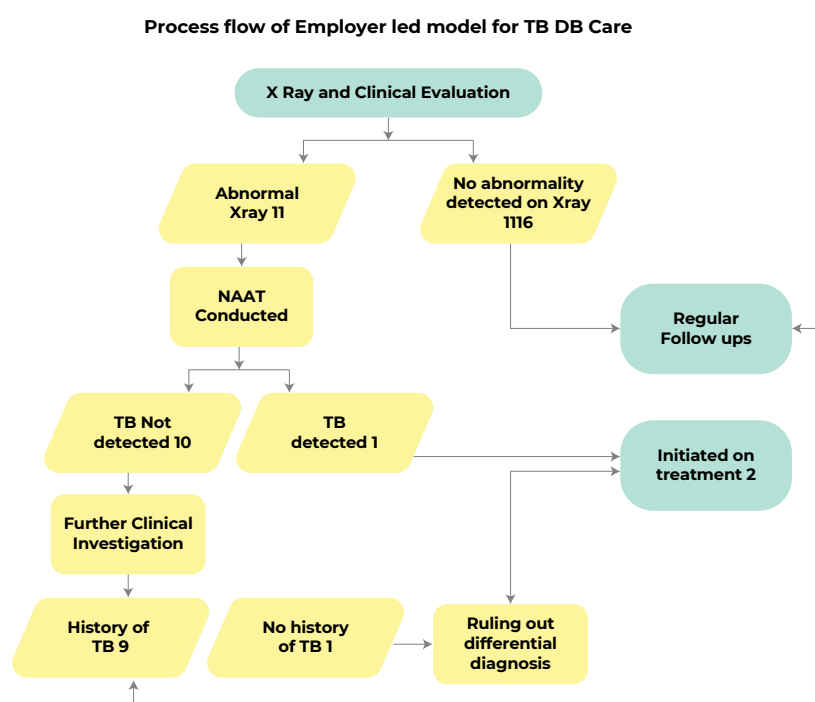 Process flow of Employer led model for TB DB Care
X Ray and Clinical Evaluation
Abnormal
Xray 11
No abnormality
detected on Xray
1116
NAAT
Conducted
Regular
Follow ups
TB Not
detected 10
TB
detected 1
Initiated on
treatment 2
Further Clinical
Investigation
History of
TB 9
No history
of TB 1
Ruling out
differential
diagnosis